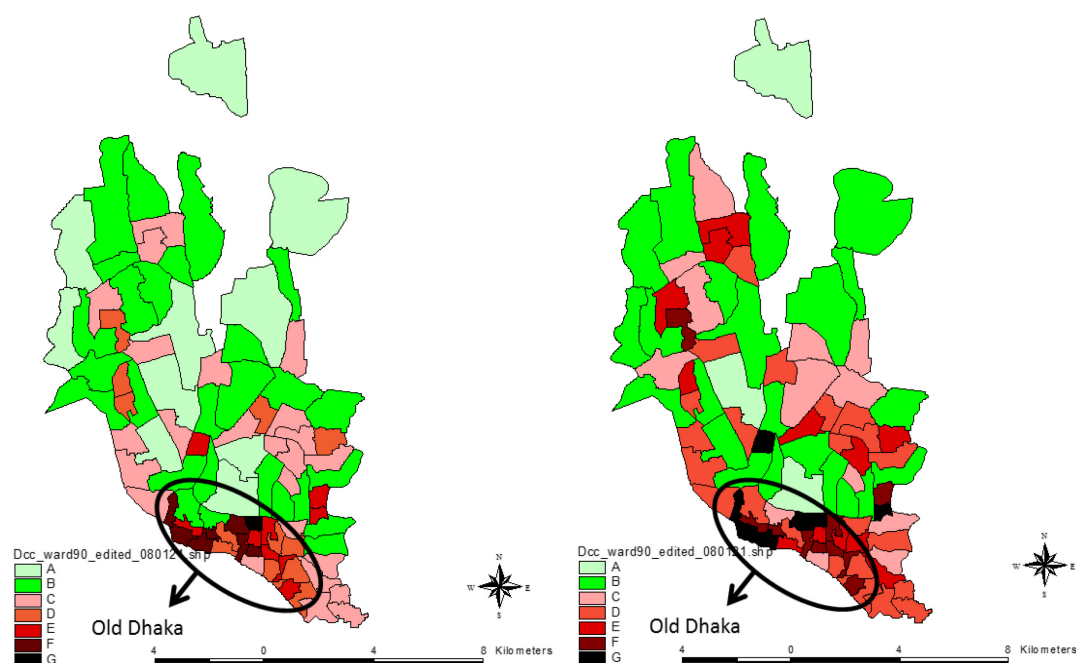 N
W E
S
Dcc_ward90_edited_080121.shp
A
B
C
D
E
F
G
Old Dhaka
4 0 4 8 Kilometers
N
W E
S
Dcc_ward90_edited_080121.shp
A
B
C
D
E
F
G
Old Dhaka
4 0 4 8 Kilometers